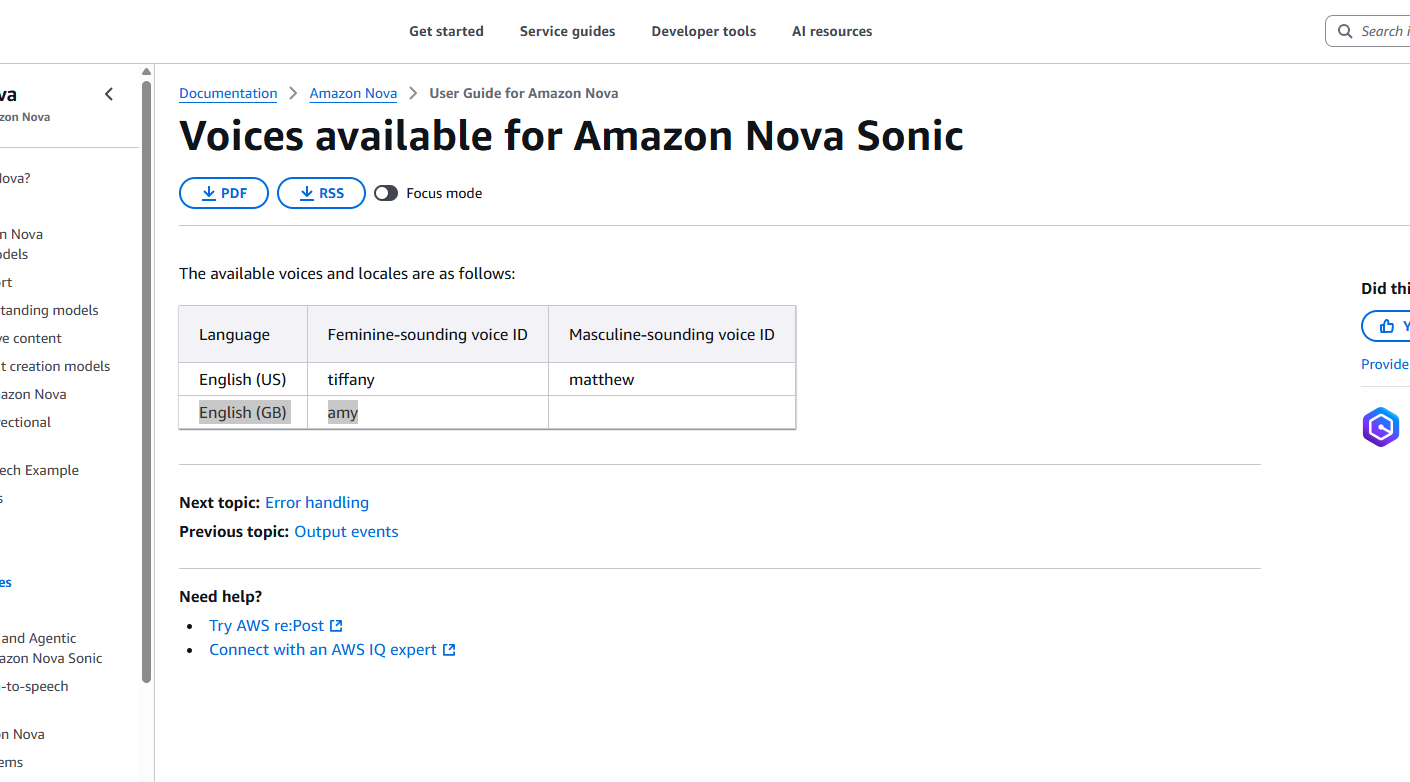 Get started Service guides Developer tools AI resources
Search i
va
zon Nova
Documentation > Amazon Nova > User Guide for Amazon Nova
Voices available for Amazon Nova Sonic
PDF RSS Focus mode
lova?
n Nova
odels
rt
tanding models
ve content
t creation models
nazon Nova
ectional
ech Example
s
es
and Agentic
azon Nova Sonic
-to-speech
on Nova
ems
The available voices and locales are as follows:
Language Feminine-sounding voice ID Masculine-sounding voice ID
English (US) tiffany matthew
English (GB) amy
Next topic: Error handling
Previous topic: Output events
Need help?
• Try AWS re:Post
• Connect with an AWS IQ expert
Did thi
Y
Provide